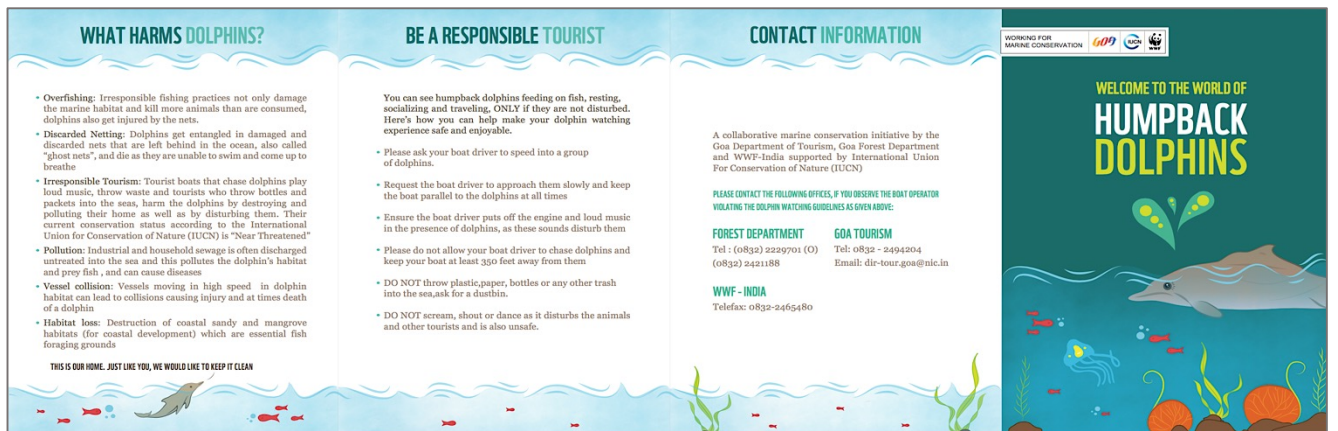 WHAT HARMS DOLPHINS?
• Overfishing: Irresponsible fishing practices not only damage
the marine habitat and kill more animals than are consumed,
dolphins also get injured by the nets.
• Discarded Netting: Dolphins get entangled in damaged and
discarded nets that are left behind in the ocean, also called
“ghost nets”, and die as they are unable to swim and come up to
breathe
• Irresponsible Tourism: Tourist boats that chase dolphins play
loud music, throw waste and tourists who throw bottles and
packets into the seas, harm the dolphins by destroying and
polluting their home as well as by disturbing them. Their
current conservation status according to the International
Union for Conservation of Nature (IUCN) is “Near Threatened”
• Pollution: Industrial and household sewage is often discharged
untreated into the sea and this pollutes the dolphin’s habitat
and prey fish , and can cause diseases
• Vessel collision: Vessels moving in high speed in dolphin
habitat can lead to collisions causing injury and at times death
of a dolphin
• Habitat loss: Destruction of coastal sandy and mangrove
habitats (for coastal development) which are essential fish
foraging grounds
THIS IS OUR HOME. JUST LIKE YOU, WE WOULD LIKE TO KEEP IT CLEAN
BE A RESPONSIBLE TOURIST
You can see humpback dolphins feeding on fish, resting,
socializing and traveling, ONLY if they are not disturbed.
Here’s how you can help make your dolphin watching
experience safe and enjoyable.
• Please ask your boat driver to speed into a group
of dolphins.
• Request the boat driver to approach them slowly and keep
the boat parallel to the dolphins at all times
• Ensure the boat driver puts off the engine and loud music
in the presence of dolphins, as these sounds disturb them
• Please do not allow your boat driver to chase dolphins and
keep your boat at least 350 feet away from them
• DO NOT throw plastic,paper, bottles or any other trash
into the sea,ask for a dustbin.
• DO NOT scream, shout or dance as it disturbs the animals
and other tourists and is also unsafe.
CONTACT INFORMATION
A collaborative marine conservation initiative by the
Goa Department of Tourism, Goa Forest Department
and WWF-India supported by International Union
For Conservation of Nature (IUCN)
PLEASE CONTACT THE FOLLOWING OFFICES, IF YOU OBSERVE THE BOAT OPERATOR
VIOLATING THE DOLPHIN WATCHING GUIDELINES AS GIVEN ABOVE:
FOREST DEPARTMENT
Tel : (0832) 2229701 (O)
(0832) 2421188
GOA TOURISM
Tel: 0832 - 2494204
Email: dir-tour.goa@nic.in
WWF - INDIA
Telefax: 0832-2465480
WORKING FOR
MARINE CONSERVATION
GOA
IUCN
WWF
WELCOME TO THE WORLD OF
HUMPBACK
DOLPHINS